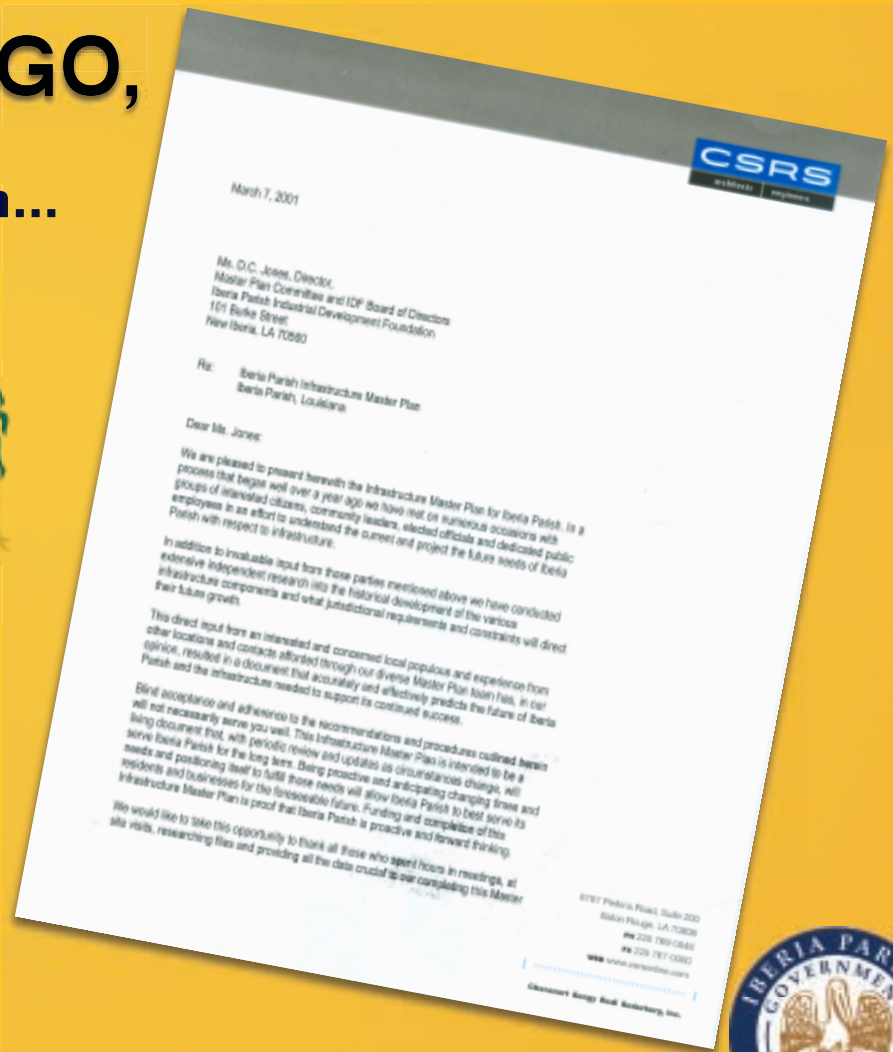 GO,
n...
CSRS
architects engineers
March 7, 2001
Ms. D.C. Jones, Director,
Master Plan Committee and IDF Board of Directors
Iberia Parish Industrial Development Foundation
101 Burke Street
New Iberia, LA 70560
Re: Iberia Parish Infrastructure Master Plan
Iberia Parish, Louisiana
Dear Ms. Jones:
We are pleased to present herewith the Infrastructure Master Plan for Iberia Parish. In a
process that began well over a year ago we have met on numerous occasions with
groups of interested citizens, community leaders, elected officials and dedicated public
employees in an effort to understand the current and project the future needs of Iberia
Parish with respect to infrastructure.
In addition to invaluable input from those parties mentioned above we have conducted
extensive independent research into the historical development of the various
infrastructure components and what jurisdictional requirements and constraints will direct
their future growth.
This direct input from an interested and concerned local populous and experience from
other locations and contacts afforded through our diverse Master Plan team has, in our
opinion, resulted in a document that accurately and effectively predicts the future of Iberia
Parish and the infrastructure needed to support its continued success.
Blind acceptance and adherence to the recommendations and procedures outlined herein
will not necessarily serve you well. This Infrastructure Master Plan is intended to be a
living document that, with periodic review and updates as circumstances change, will
serve Iberia Parish for the long term. Being proactive and anticipating changing times and
needs and positioning itself to fulfill those needs will allow Iberia Parish to best serve its
residents and businesses for the foreseeable future. Funding and completion of this
Infrastructure Master Plan is proof that Iberia Parish is proactive and forward thinking.
We would like to take this opportunity to thank all those who spent hours in meetings, at
site visits, researching files and providing all the data crucial to our completing this Master
6767 Perkins Road, Suite 200
Baton Rouge, LA 70808
web www.csrsonline.com
IBERIA PAR
GOVERNME